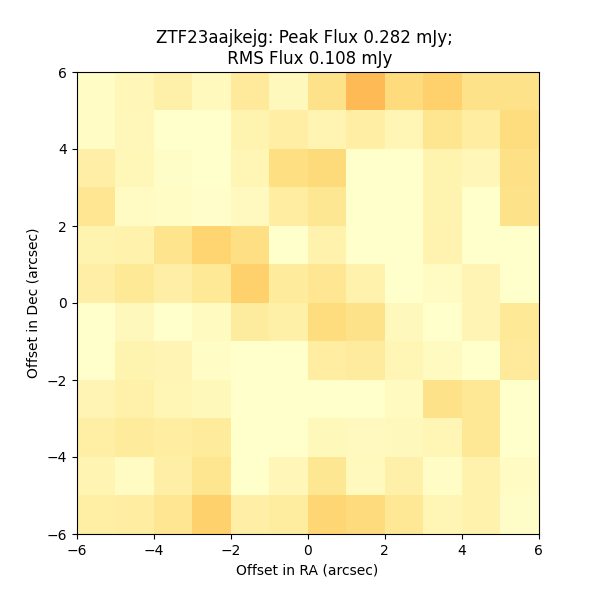 ZTF23aajkejg: Peak Flux 0.282 mJy;
RMS Flux 0.108 mJy
6
4
2
0
−2
−4
−6
Offset in Dec (arcsec)
−6 −4 −2 0 2 4 6
Offset in RA (arcsec)